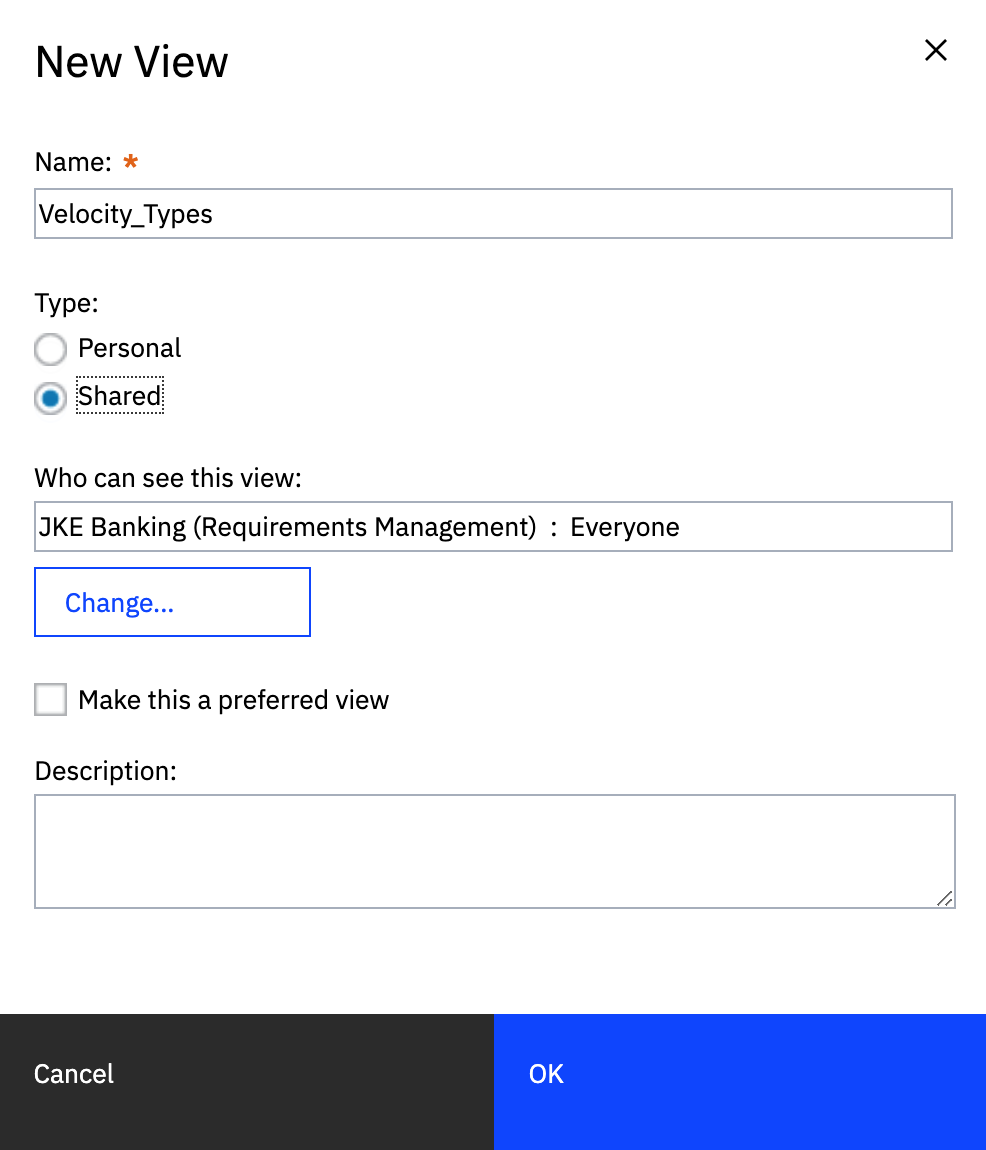 New View
Name: *
Velocity_Types
Type:
Personal
Shared
Who can see this view:
JKE Banking (Requirements Management) : Everyone
Change...
Make this a preferred view
Description:
Cancel
OK